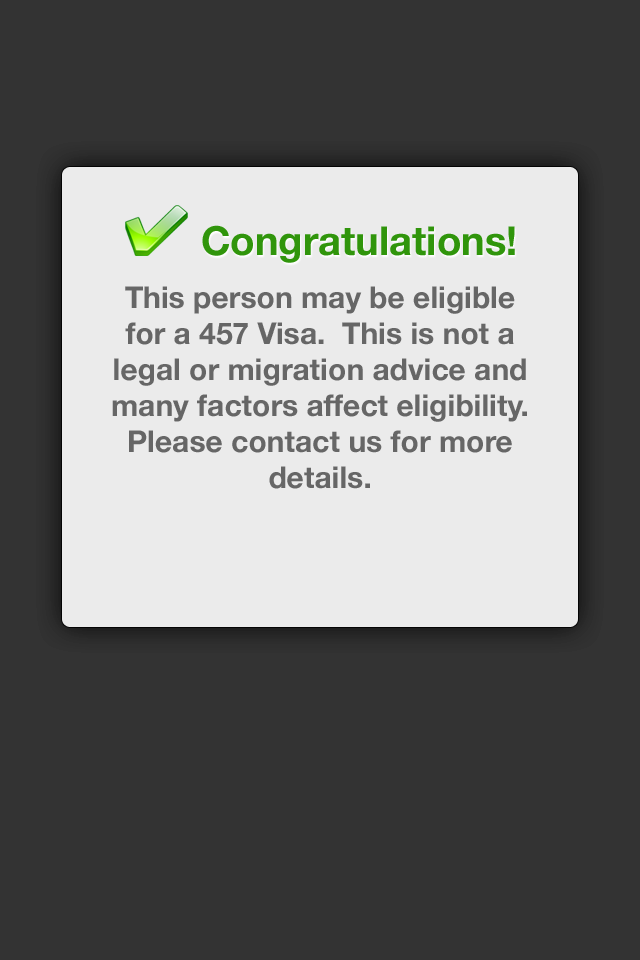 Congratulations!
This person may be eligible
for a 457 Visa.  This is not a
legal or migration advice and
many factors affect eligibility.
Please contact us for more
details.